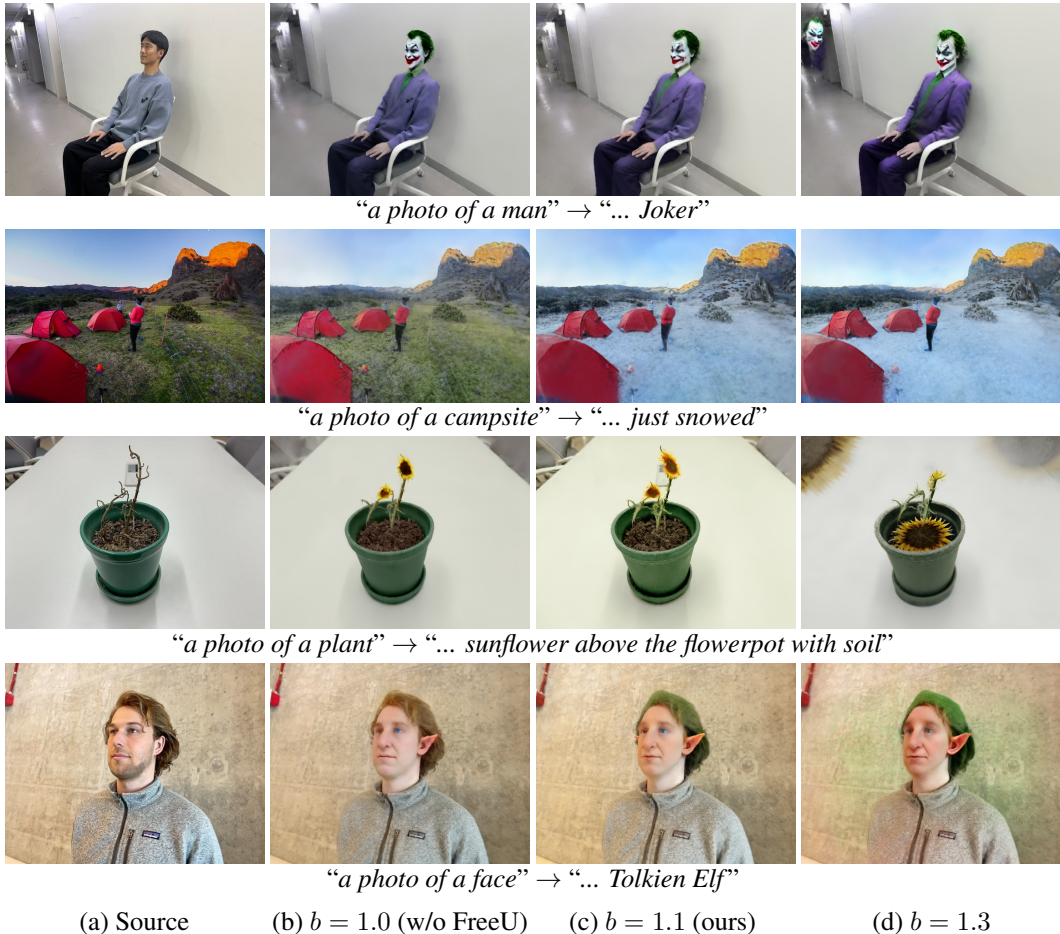 “a photo of a man” → “... Joker”
“a photo of a campsite” → “... just snowed”
“a photo of a plant” → “... sunflower above the flowerpot with soil”
“a photo of a face” → “... Tolkien Elf”
(a) Source (b) b = 1.0 (w/o FreeU) (c) b = 1.1 (ours) (d) b = 1.3